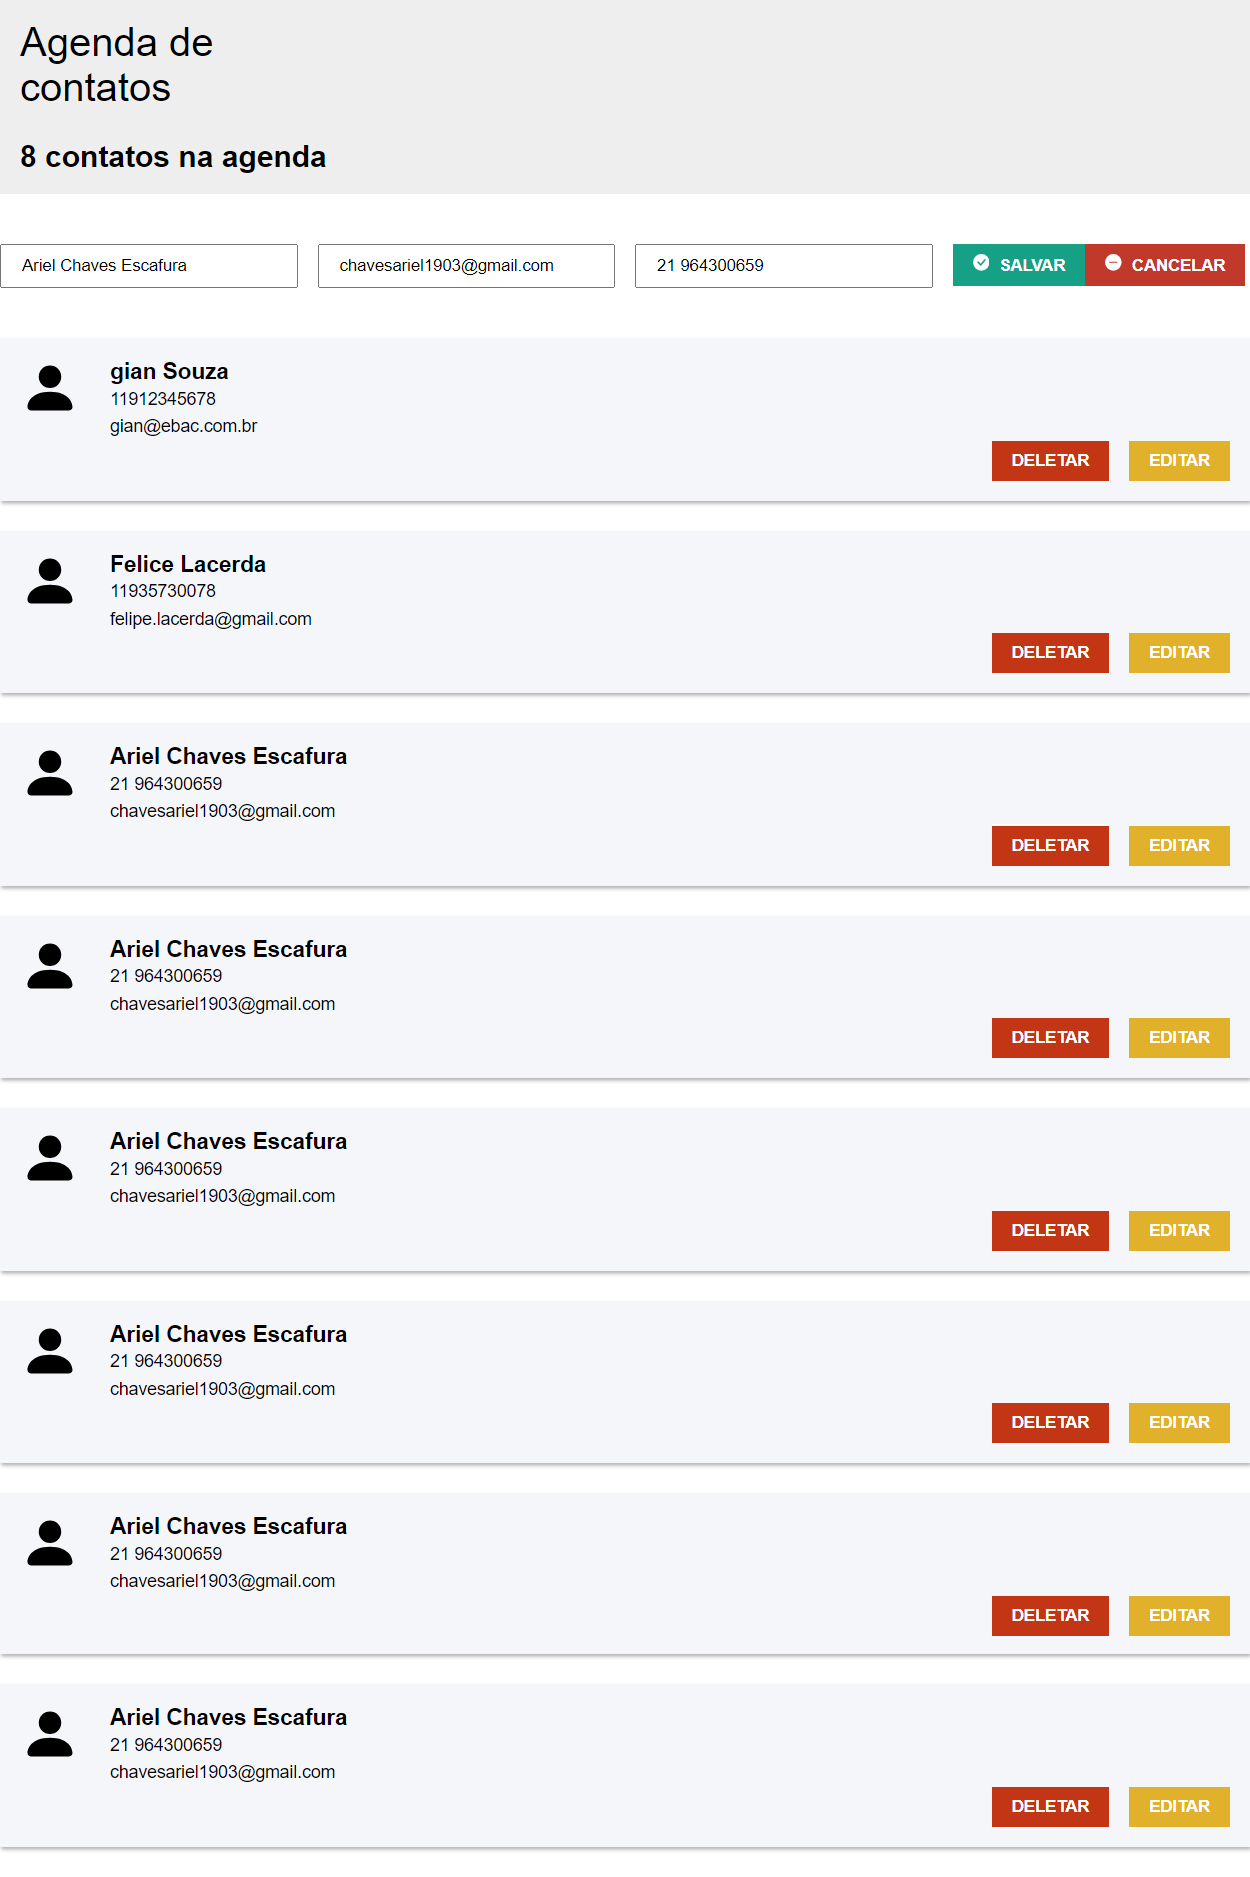 Agenda de
contatos
8 contatos na agenda
Ariel Chaves Escafura chavesariel1903@gmail.com 21 964300659 SALVAR CANCELAR
gian Souza
11912345678
gian@ebac.com.br
DELETAR EDITAR
Felice Lacerda
11935730078
felipe.lacerda@gmail.com
DELETAR EDITAR
Ariel Chaves Escafura
21 964300659
chavesariel1903@gmail.com
DELETAR EDITAR
Ariel Chaves Escafura
21 964300659
chavesariel1903@gmail.com
DELETAR EDITAR
Ariel Chaves Escafura
21 964300659
chavesariel1903@gmail.com
DELETAR EDITAR
Ariel Chaves Escafura
21 964300659
chavesariel1903@gmail.com
DELETAR EDITAR
Ariel Chaves Escafura
21 964300659
chavesariel1903@gmail.com
DELETAR EDITAR
Ariel Chaves Escafura
21 964300659
chavesariel1903@gmail.com
DELETAR EDITAR